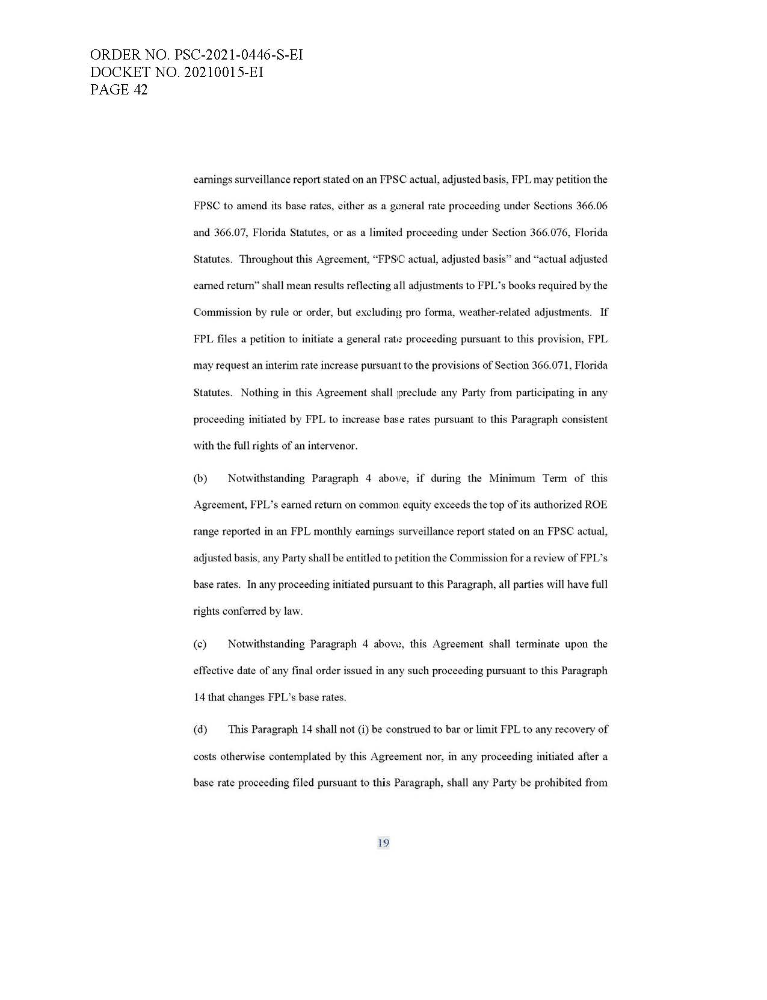 ORDER NO. PSC-2021-0446-S-EI
DOCKET NO. 20210015-EI
PAGE 42
earnings surveillance report stated on an FPSC actual, adjusted basis, FPL may petition the
FPSC to amend its base rates, either as a general rate proceeding under Sections 366.06
and 366.07, Florida Statutes, or as a limited proceeding under Section 366.076, Florida
Statutes. Throughout this Agreement, “FPSC actual, adjusted basis” and “actual adjusted
earned return” shall mean results reflecting all adjustments to FPL’s books required by the
Commission by rule or order, but excluding pro forma, weather-related adjustments. If
FPL files a petition to initiate a general rate proceeding pursuant to this provision, FPL
may request an interim rate increase pursuant to the provisions of Section 366.071, Florida
Statutes. Nothing in this Agreement shall preclude any Party from participating in any
proceeding initiated by FPL to increase base rates pursuant to this Paragraph consistent
with the full rights of an intervenor.
(b) Notwithstanding Paragraph 4 above, if during the Minimum Term of this
Agreement, FPL’s earned return on common equity exceeds the top of its authorized ROE
range reported in an FPL monthly earnings surveillance report stated on an FPSC actual,
adjusted basis, any Party shall be entitled to petition the Commission for a review of FPL’s
base rates. In any proceeding initiated pursuant to this Paragraph, all parties will have full
rights conferred by law.
(c) Notwithstanding Paragraph 4 above, this Agreement shall terminate upon the
effective date of any final order issued in any such proceeding pursuant to this Paragraph
14 that changes FPL’s base rates.
(d) This Paragraph 14 shall not (i) be construed to bar or limit FPL to any recovery of
costs otherwise contemplated by this Agreement nor, in any proceeding initiated after a
base rate proceeding filed pursuant to this Paragraph, shall any Party be prohibited from
19